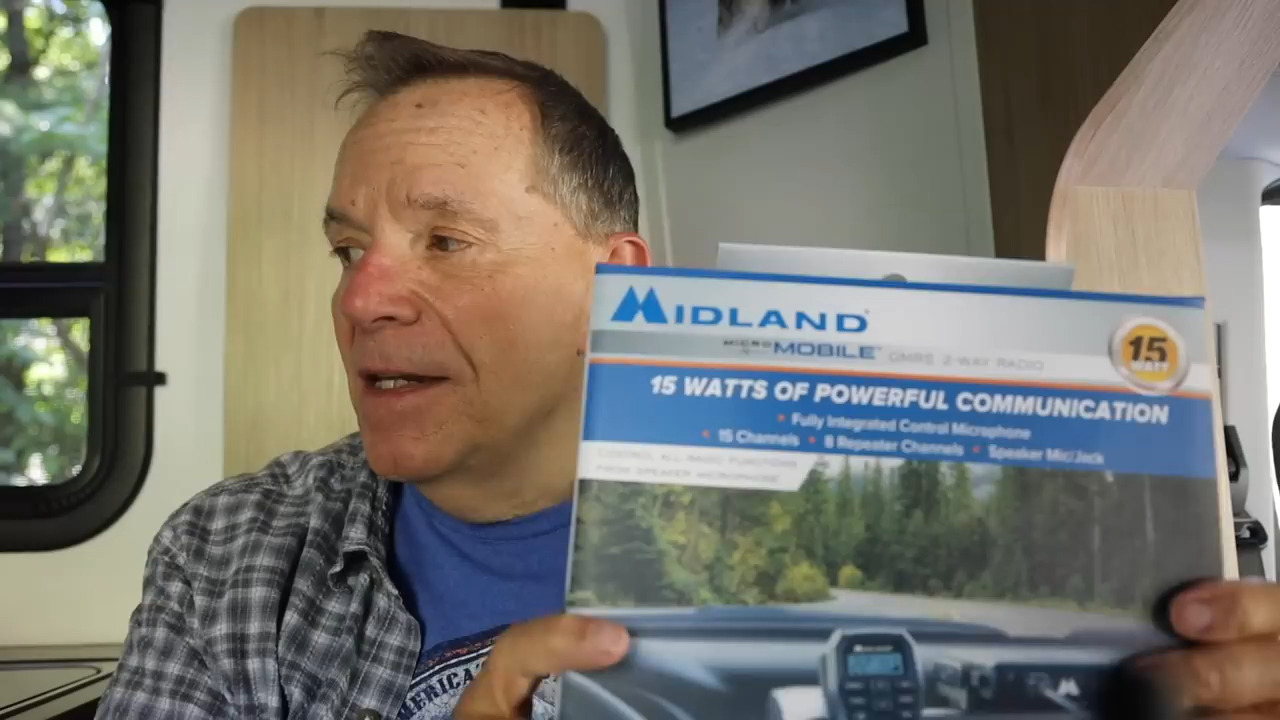 MIDLAND
MICRO MOBILE GMRS 2-WAY RADIO
15 WATT
15 WATTS OF POWERFUL COMMUNICATION
• Fully Integrated Control Microphone
• 15 Channels • 8 Repeater Channels • Speaker Mic/Jack
CONTROL ALL RADIO FUNCTIONS
FROM SPEAKER MICROPHONE
MIDLAND